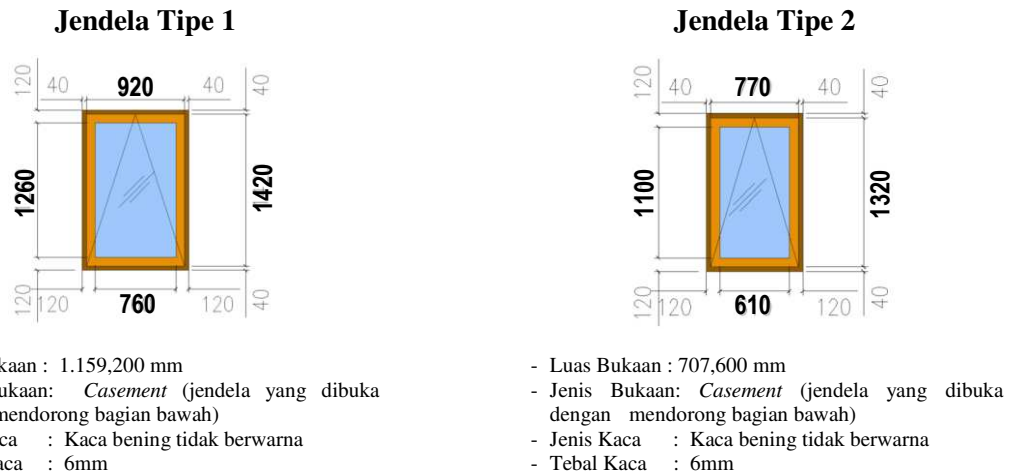 Jendela Tipe 1
120 40 920 40 40
1260 1420
120 120 760 120 40
kaan : 1.159,200 mm
ukaan: Casement (jendela yang dibuka
mendorong bagian bawah)
ca : Kaca bening tidak berwarna
aca : 6mm
Jendela Tipe 2
120 40 770 40 40
1100 1320
120 120 610 120 40
- Luas Bukaan : 707,600 mm
- Jenis Bukaan: Casement (jendela yang dibuka
dengan mendorong bagian bawah)
- Jenis Kaca : Kaca bening tidak berwarna
- Tebal Kaca : 6mm